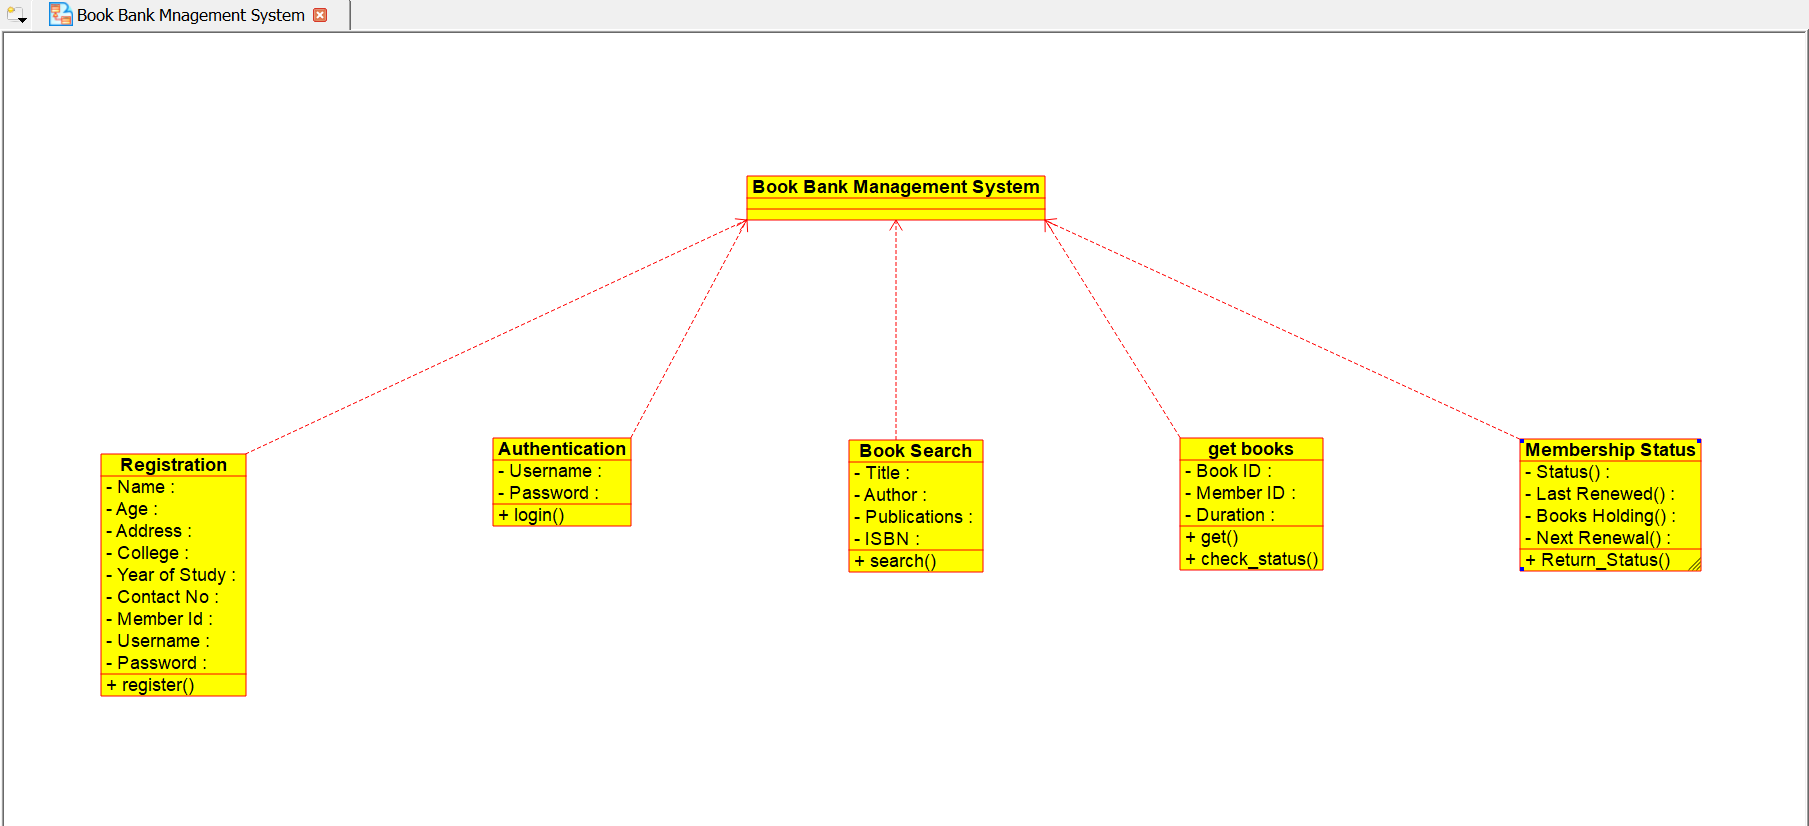 Book Bank Mnagement System
Book Bank Management System
Registration
- Name :
- Age :
- Address :
- College :
- Year of Study :
- Contact No :
- Member Id :
- Username :
- Password :
+ register()
Authentication
- Username :
- Password :
+ login()
Book Search
- Title :
- Author :
- Publications :
- ISBN :
+ search()
get books
- Book ID :
- Member ID :
- Duration :
+ get()
+ check_status()
Membership Status
- Status() :
- Last Renewed() :
- Books Holding() :
- Next Renewal() :
+ Return_Status()